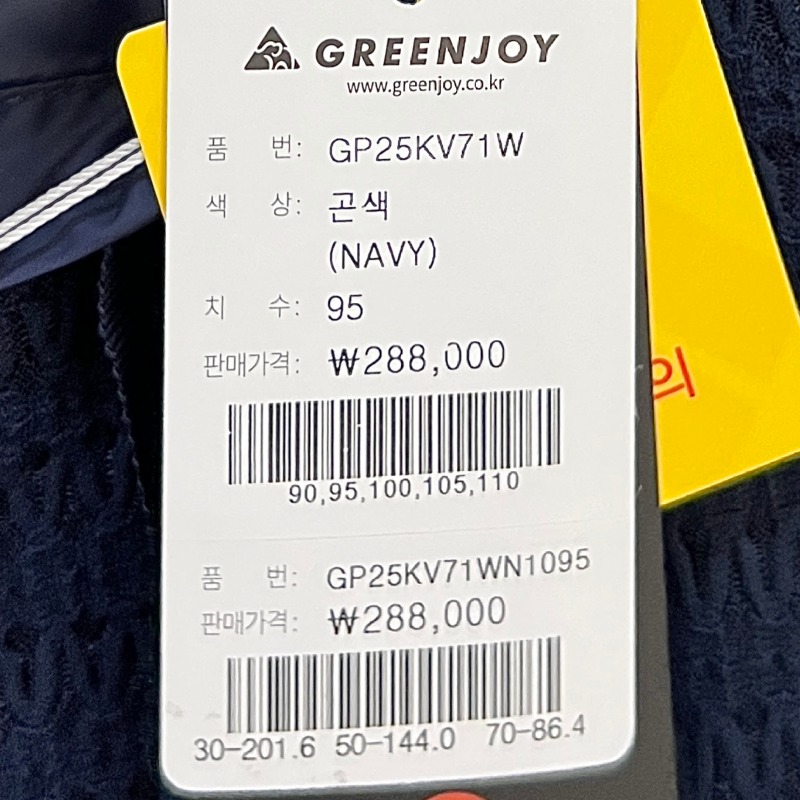 GREENJOY
www.greenjoy.co.kr
품 번: GP25KV71W
색 상: 곤색
(NAVY)
치 수: 95
판매가격: ₩288,000
의
90,95,100,105,110
품 번: GP25KV71WN1095
판매가격: ₩288,000
30-201.6 50-144.0 70-86.4